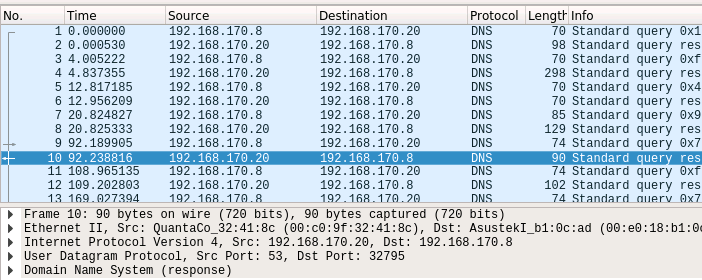 No. Time Source Destination Protocol Length Info
1 0.000000 192.168.170.8 192.168.170.20 DNS 70 Standard query 0x1
2 0.000530 192.168.170.20 192.168.170.8 DNS 98 Standard query res
3 4.005222 192.168.170.8 192.168.170.20 DNS 70 Standard query 0xf
4 4.837355 192.168.170.20 192.168.170.8 DNS 298 Standard query res
5 12.817185 192.168.170.8 192.168.170.20 DNS 70 Standard query 0x4
6 12.956209 192.168.170.20 192.168.170.8 DNS 70 Standard query res
7 20.824827 192.168.170.8 192.168.170.20 DNS 85 Standard query 0x9
8 20.825333 192.168.170.20 192.168.170.8 DNS 129 Standard query res
9 92.189905 192.168.170.8 192.168.170.20 DNS 74 Standard query 0x7
10 92.238816 192.168.170.20 192.168.170.8 DNS 90 Standard query res
11 108.965135 192.168.170.8 192.168.170.20 DNS 74 Standard query 0xf
12 109.202803 192.168.170.20 192.168.170.8 DNS 102 Standard query res
13 169.027394 192.168.170.8 192.168.170.20 DNS 74 Standard query 0x7
Frame 10: 90 bytes on wire (720 bits), 90 bytes captured (720 bits)
Ethernet II, Src: QuantaCo_32:41:8c (00:c0:9f:32:41:8c), Dst: AsustekI_b1:0c:ad (00:e0:18:b1:0c
Internet Protocol Version 4, Src: 192.168.170.20, Dst: 192.168.170.8
User Datagram Protocol, Src Port: 53, Dst Port: 32795
Domain Name System (response)